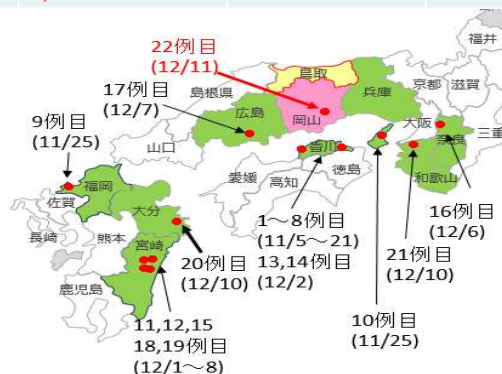 福井
22例目
(12/11)
鳥取
兵庫
京都
滋賀
17例目
(12/7)
島根県
広島
岡山
大阪
奈良
三重
9例目
(11/25)
山口
香川
徳島
愛媛
高知
和歌山
福岡
佐賀
大分
長崎
熊本
宮崎
鹿児島
1～8例目
(11/5～21)
13,14例目
(12/2)
16例目
(12/6)
20例目
(12/10)
21例目
(12/10)
10例目
(11/25)
11,12,15
18,19例目
(12/1～8)